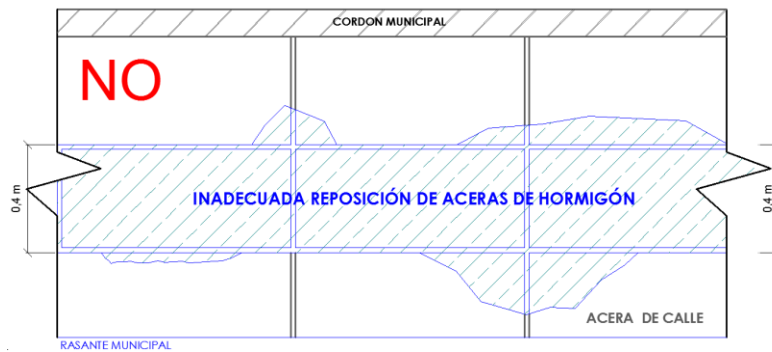 CORDON MUNICIPAL
NO
0,4 m
INADECUADA REPOSICIÓN DE ACERAS DE HORMIGÓN
0,4 m
ACERA DE CALLE
RASANTE MUNICIPAL